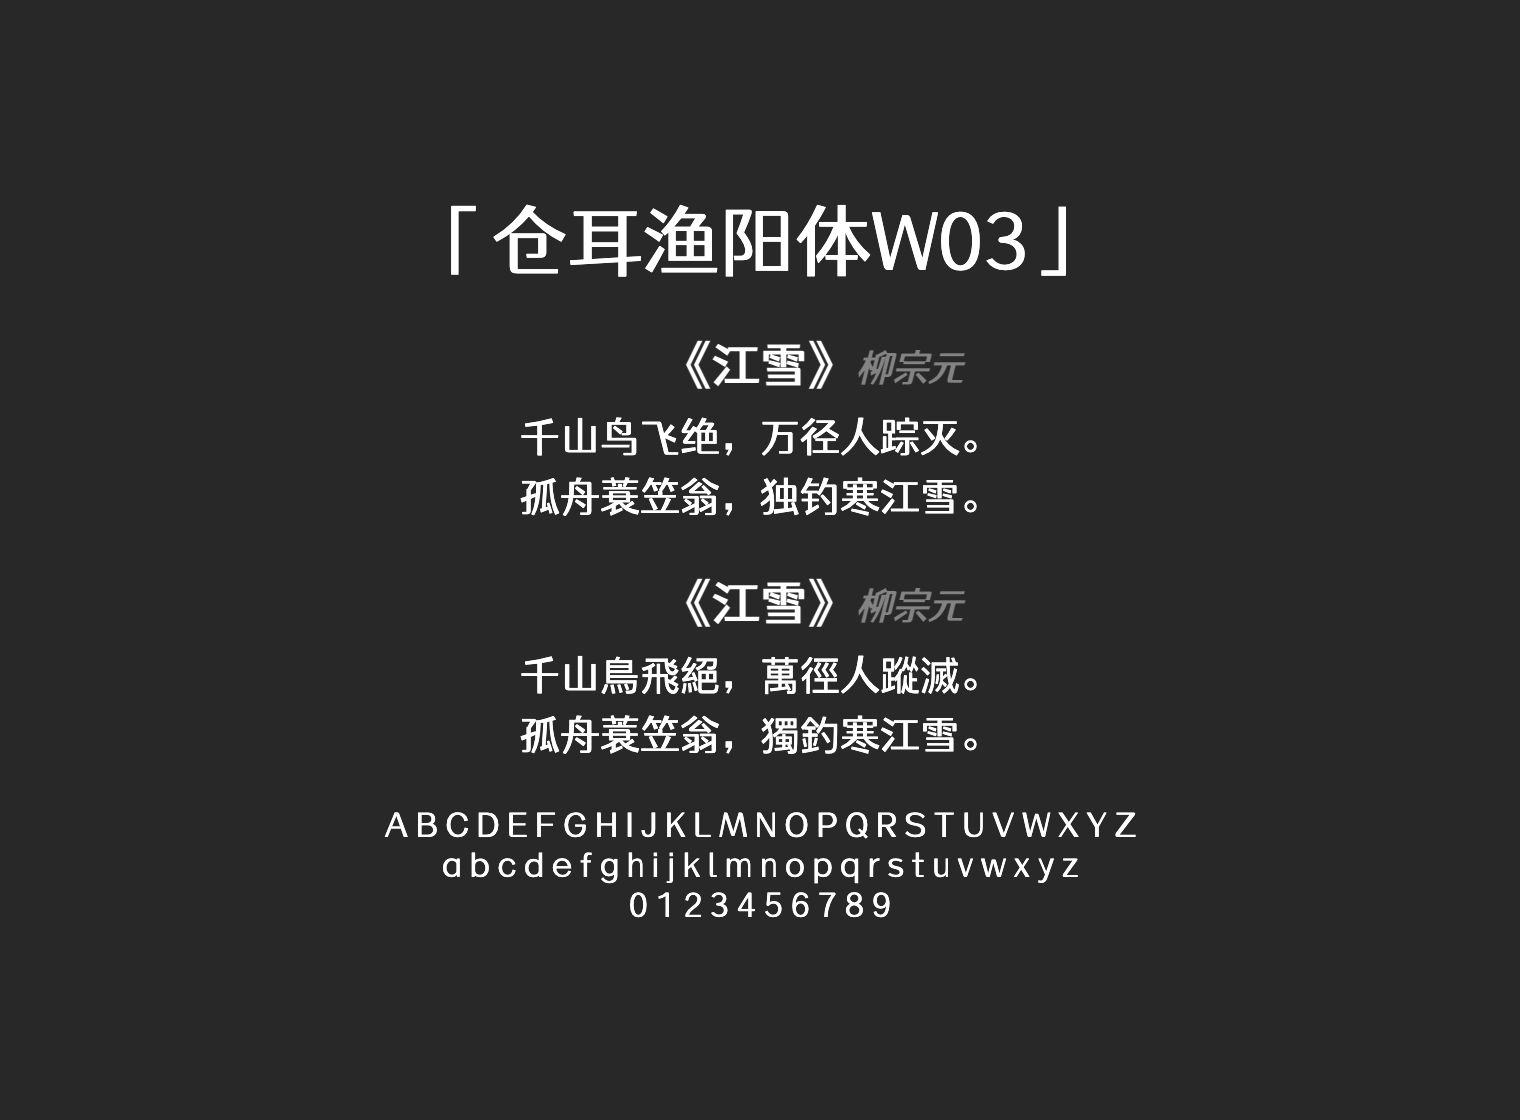 「仓耳渔阳体W03」
《江雪》柳宗元
千山鸟飞绝，万径人踪灭。
孤舟蓑笠翁，独钓寒江雪。
《江雪》柳宗元
千山鳥飛絕，萬徑人蹤滅。
孤舟蓑笠翁，獨釣寒江雪。
A B C D E F G H I J K L M N O P Q R S T U V W X Y Z
a b c d e f g h i j k l m n o p q r s t u v w x y z
0 1 2 3 4 5 6 7 8 9